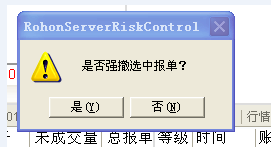 RohonServerRiskControl
是否强撤选中报单?
是(Y) 否(N)
行情
未成交量 总报单 等级 时间